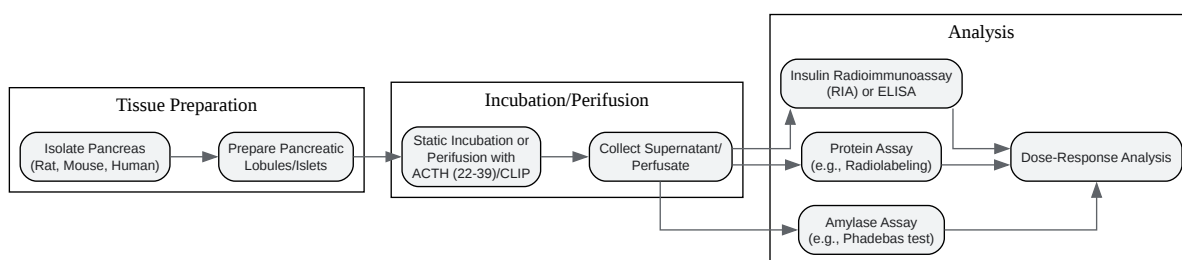 Tissue Preparation
Isolate Pancreas
(Rat, Mouse, Human)
Prepare Pancreatic
Lobules/Islets
Incubation/Perifusion
Static Incubation or
Perifusion with
ACTH (22-39)/CLIP
Collect Supernatant/
Perfusate
Analysis
Insulin Radioimmunoassay
(RIA) or ELISA
Protein Assay
(e.g., Radiolabeling)
Amylase Assay
(e.g., Phadebas test)
Dose-Response Analysis